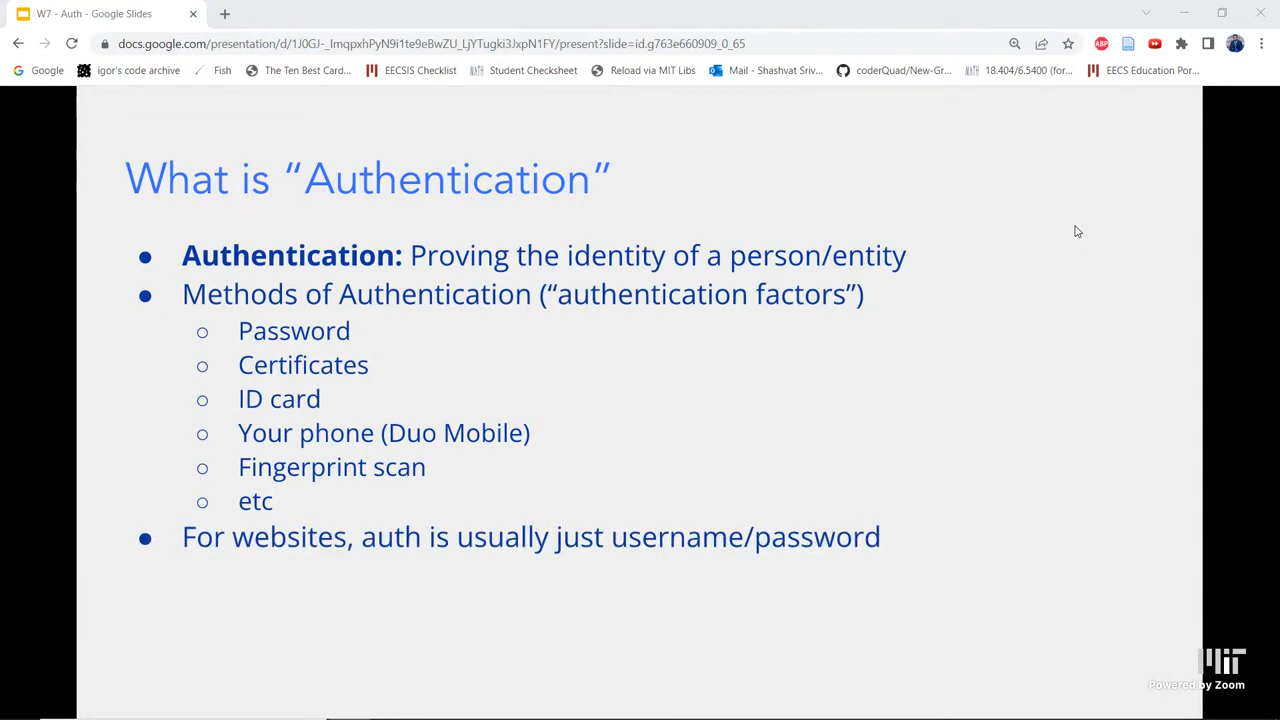 W7 - Auth - Google Slides
docs.google.com/presentation/d/1J0GJ-_ImqpxhPyN9Tlte9eBwZU_LjYTugki3JxpN1FY/present?slide=id.g763e660909_0_65
Google
igor's code archive
Fish
The Ten Best Card...
EECSIS Checklist
Student Checksheet
Reload via MIT Libs
Mail - Shashvat Sriv...
coderQuad/New-Gr...
MATH
18.404/6.5400 (for...
EECS Education Por...
What is “Authentication”
● Authentication: Proving the identity of a person/entity
● Methods of Authentication (“authentication factors”)
○ Password
○ Certificates
○ ID card
○ Your phone (Duo Mobile)
○ Fingerprint scan
○ etc
● For websites, auth is usually just username/password
MIT
Powered by Zoom